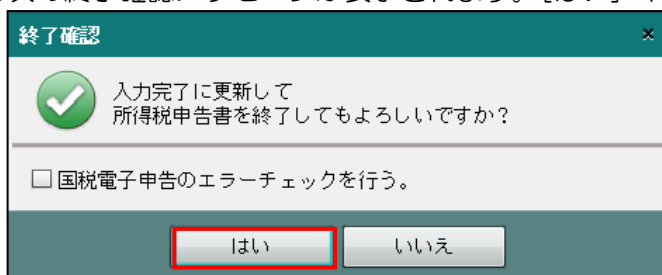 終了確認
×
入力完了に更新して
所得税申告書を終了してもよろしいですか？
国税電子申告のエラーチェックを行う。
はい
いいえ